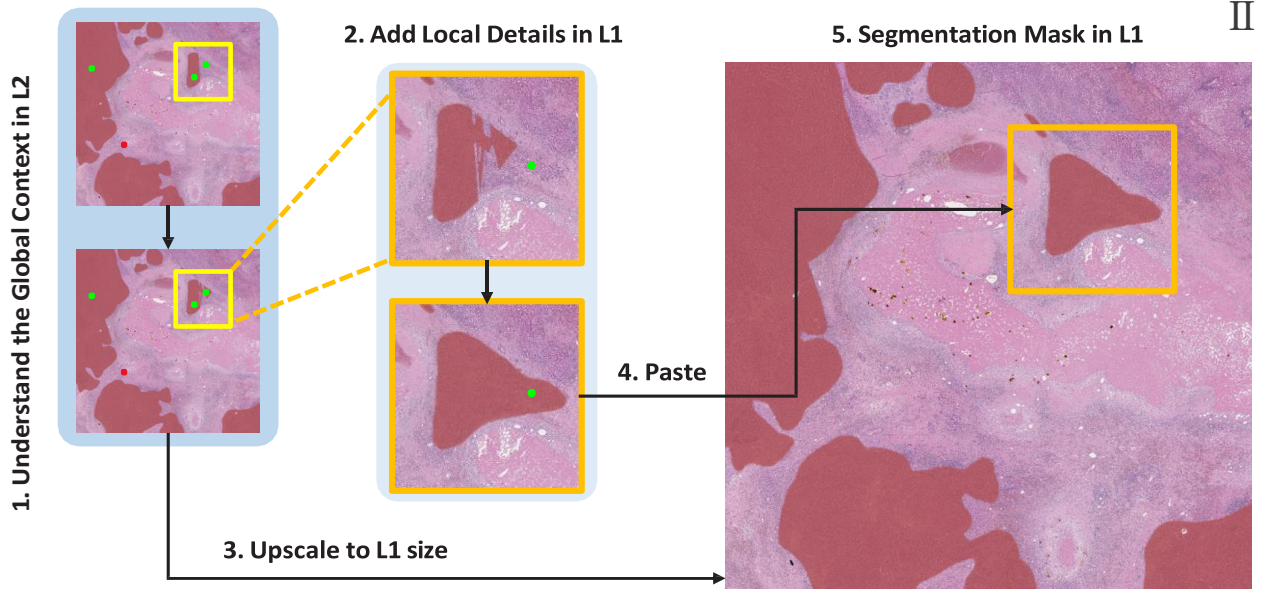 1. Understand the Global Context in L2
2. Add Local Details in L1
5. Segmentation Mask in L1
II
4. Paste
3. Upscale to L1 size